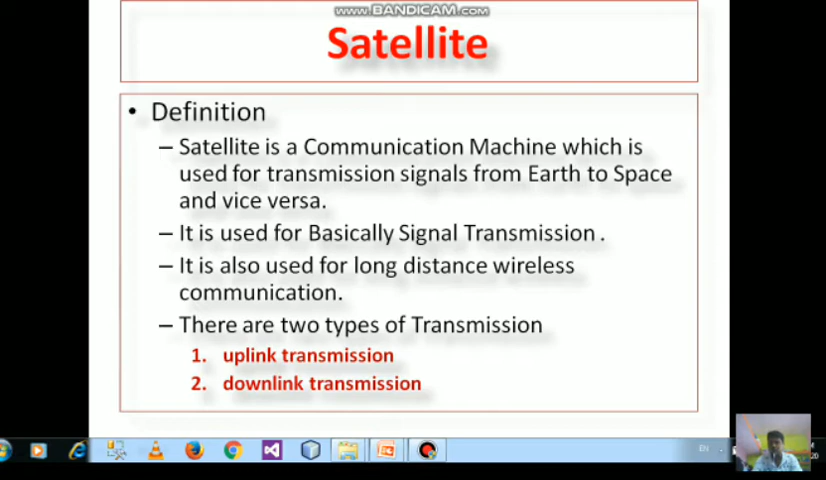 www.BANDICAM.com
Satellite
• Definition
– Satellite is a Communication Machine which is
used for transmission signals from Earth to Space
and vice versa.
– It is used for Basically Signal Transmission .
– It is also used for long distance wireless
communication.
– There are two types of Transmission
1. uplink transmission
2. downlink transmission
EN